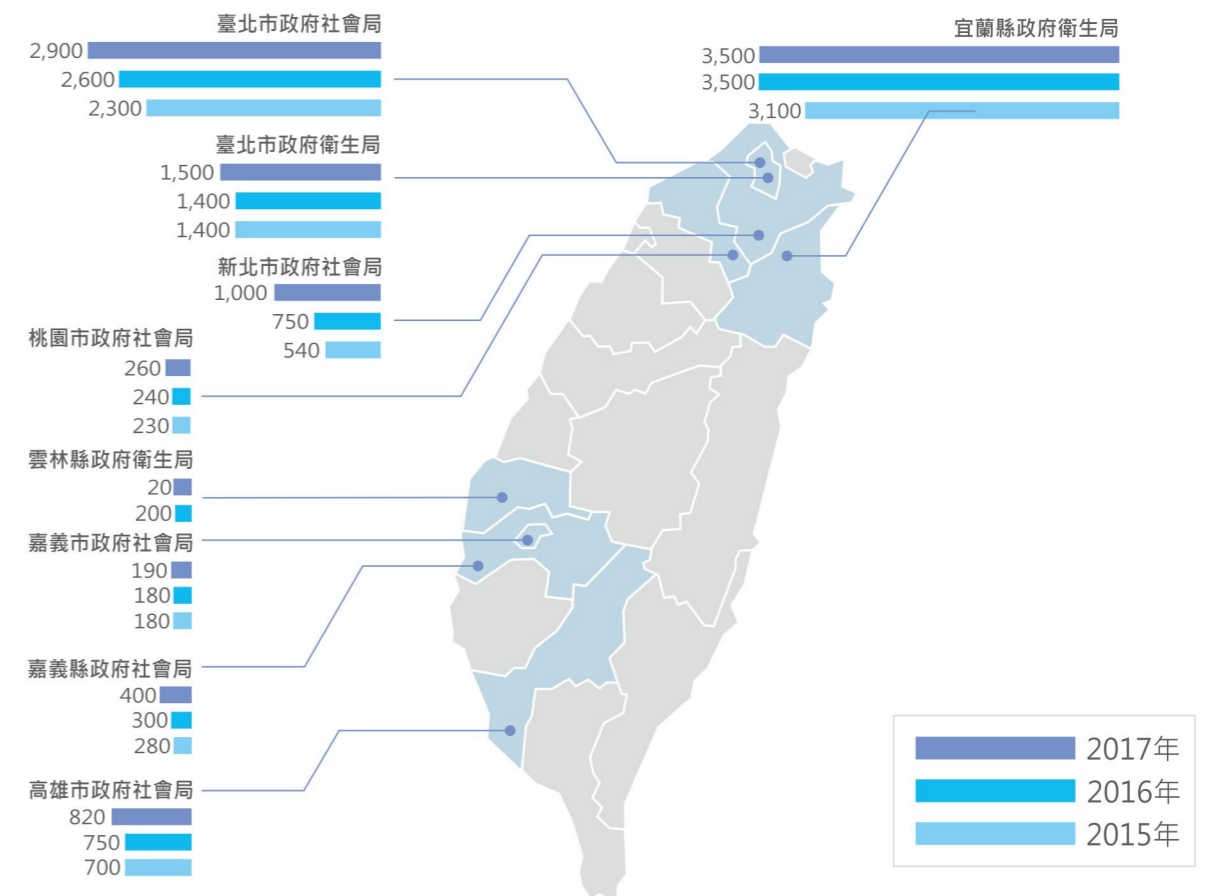 臺北市政府社會局
2,900
2,600
2,300
臺北市政府衛生局
1,500
1,400
1,400
新北市政府社會局
1,000
750
540
桃園市政府社會局
260
240
230
雲林縣政府衛生局
20
200
嘉義市政府社會局
190
180
180
嘉義縣政府社會局
400
300
280
高雄市政府社會局
820
750
700
宜蘭縣政府衛生局
3,500
3,500
3,100
2017年
2016年
2015年